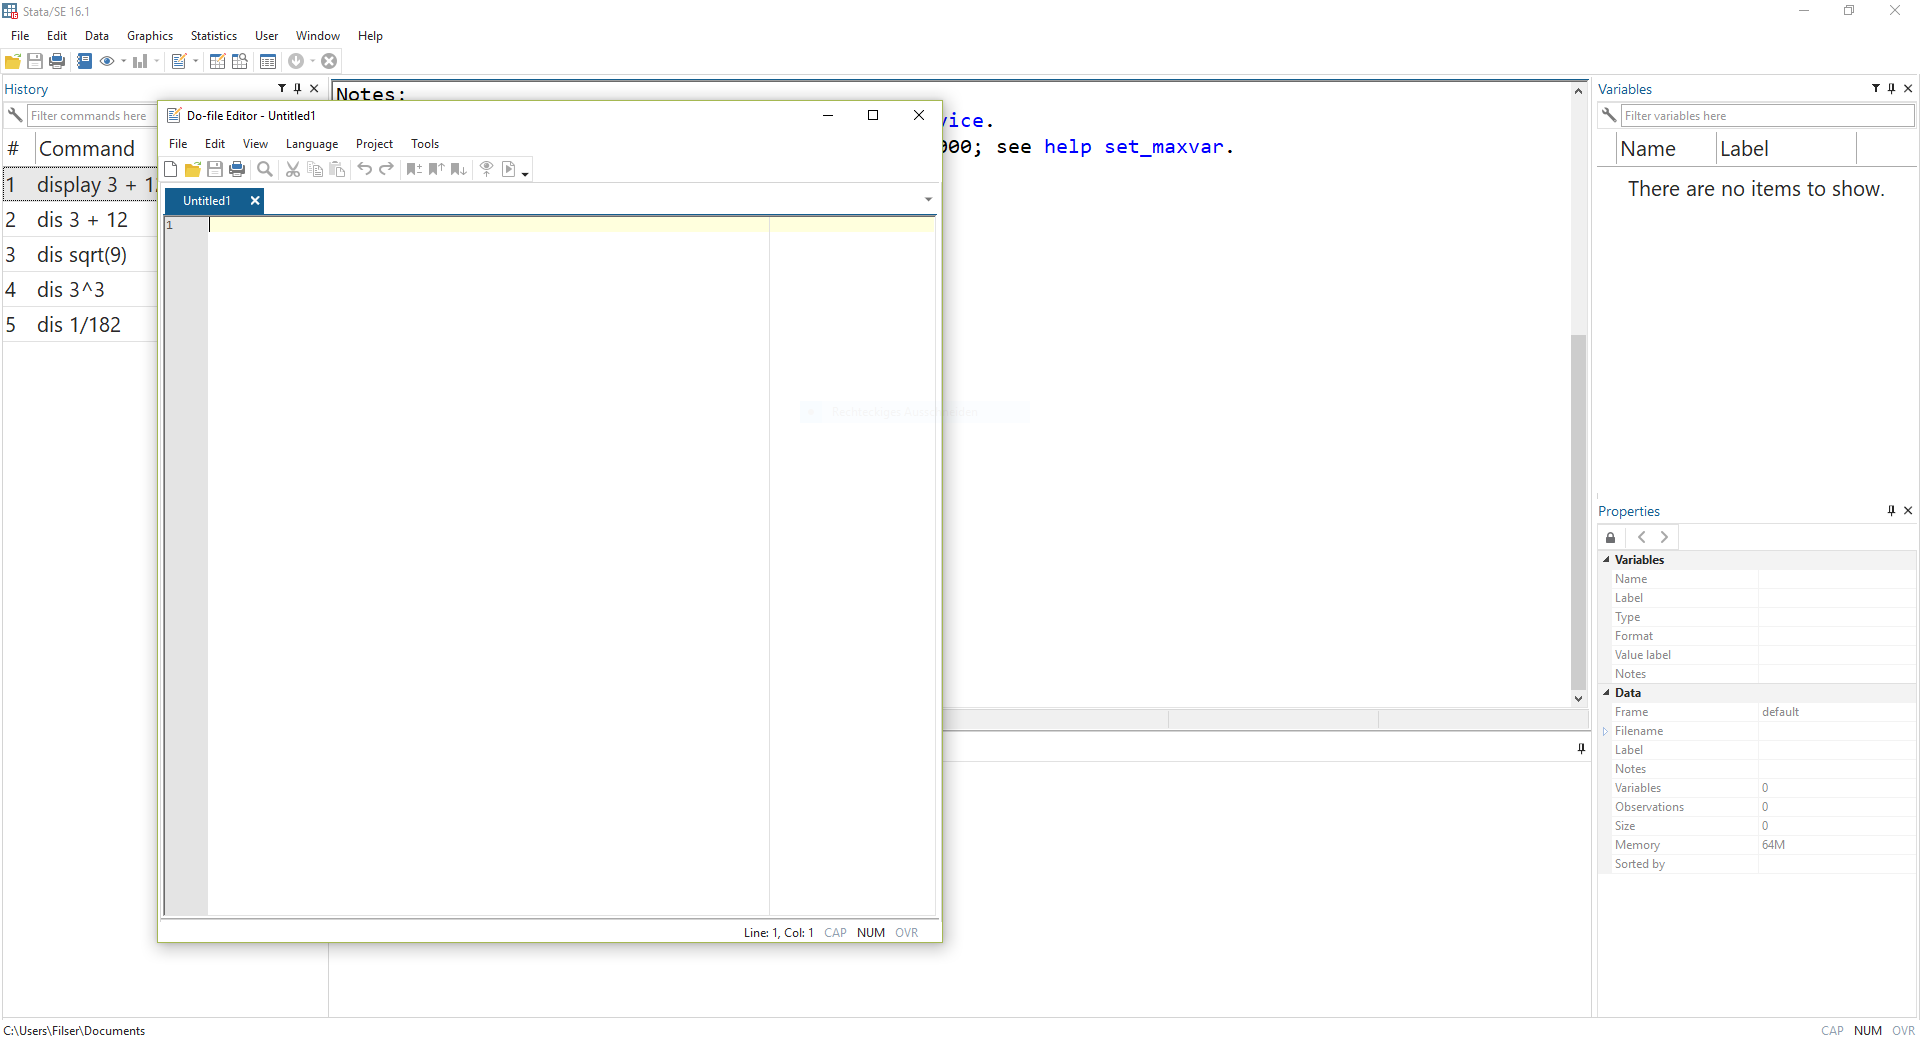 Stata/SE 16.1
File Edit Data Graphics Statistics User Window Help
History
Filter commands here
# Command
1 display 3 + 1
2 dis 3 + 12
3 dis sqrt(9)
4 dis 3^3
5 dis 1/182
Notes:
vice.
000; see help set_maxvar.
Do-file Editor - Untitled1
File Edit View Language Project Tools
Untitled1
1
Rechteckiges Ausschneiden
Line: 1, Col: 1 CAP NUM OVR
Variables
Filter variables here
Name Label
There are no items to show.
Properties
Variables
Name
Label
Type
Format
Value label
Notes
Data
Frame default
Filename
Label
Notes
Variables 0
Observations 0
Size 0
Memory 64M
Sorted by
C:\Users\Filser\Documents
CAP NUM OVR